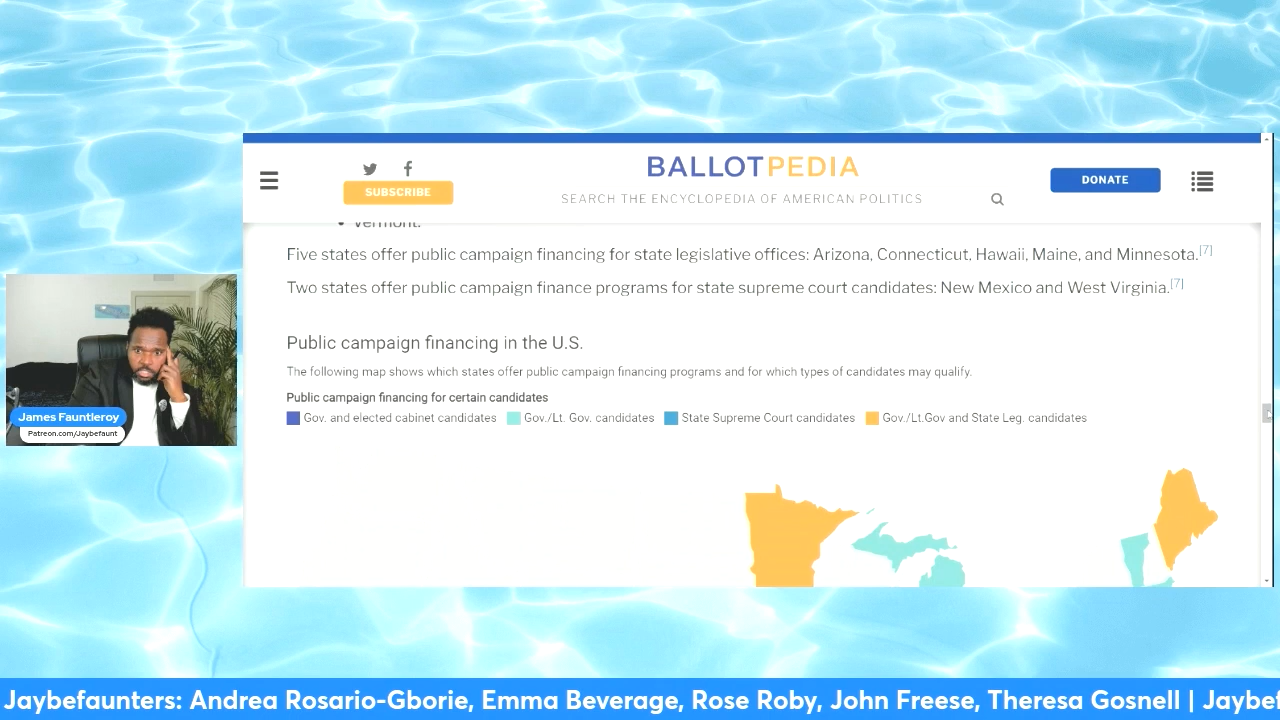 BALLOTPEDIA
SUBSCRIBE
SEARCH THE ENCYCLOPEDIA OF AMERICAN POLITICS
DONATE
• Vermont.
Five states offer public campaign financing for state legislative offices: Arizona, Connecticut, Hawaii, Maine, and Minnesota.[7]
Two states offer public campaign finance programs for state supreme court candidates: New Mexico and West Virginia.[7]
Public campaign financing in the U.S.
The following map shows which states offer public campaign financing programs and for which types of candidates may qualify.
Public campaign financing for certain candidates
Gov. and elected cabinet candidates Gov./Lt. Gov, candidates State Supreme Court candidates Gov./Lt.Gov and State Leg. candidates
James Fauntleroy
Patreon.com/Jaybefaunt
Jaybefaunters: Andrea Rosario-Gborie, Emma Beverage, Rose Roby, John Freese, Theresa Gosnell | Jaybef